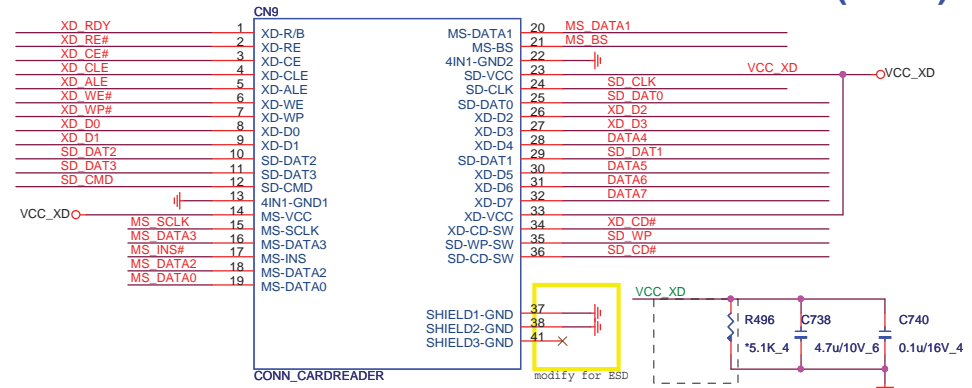 CN9
XD_RDY 1 XD-R/B MS-DATA1 20 MS_DATA1
XD_RE# 2 XD-RE MS-BS 21 MS_BS
XD_CE# 3 XD-CE 4IN1-GND2 22
XD_CLE 4 XD-CLE SD-VCC 23 VCC_XD VCC_XD
XD_ALE 5 XD-ALE SD-CLK 24 SD_CLK
XD_WE# 6 XD-WE SD-DAT0 25 SD_DAT0
XD_WP# 7 XD-WP XD-D2 26 XD_D2
XD_D0 8 XD-D0 XD-D3 27 XD_D3
XD_D1 9 XD-D1 XD-D4 28 DATA4
SD_DAT2 10 SD-DAT2 SD-DAT1 29 SD_DAT1
SD_DAT3 11 SD-DAT3 XD-D5 30 DATA5
SD_CMD 12 SD-CMD XD-D6 31 DATA6
13 4IN1-GND1 XD-D7 32 DATA7
VCC_XD 14 MS-VCC XD-VCC 33
MS_SCLK 15 MS-SCLK XD-CD-SW 34 XD_CD#
MS_DATA3 16 MS-DATA3 SD-WP-SW 35 SD_WP
MS_INS# 17 MS-INS SD-CD-SW 36 SD_CD#
MS_DATA2 18 MS-DATA2
MS_DATA0 19 MS-DATA0
VCC_XD
SHIELD1-GND 37
SHIELD2-GND 38
SHIELD3-GND 41
R496 C738 C740
*5.1K_4 4.7u/10V_6 0.1u/16V_4
CONN_CARDREADER
modify for ESD